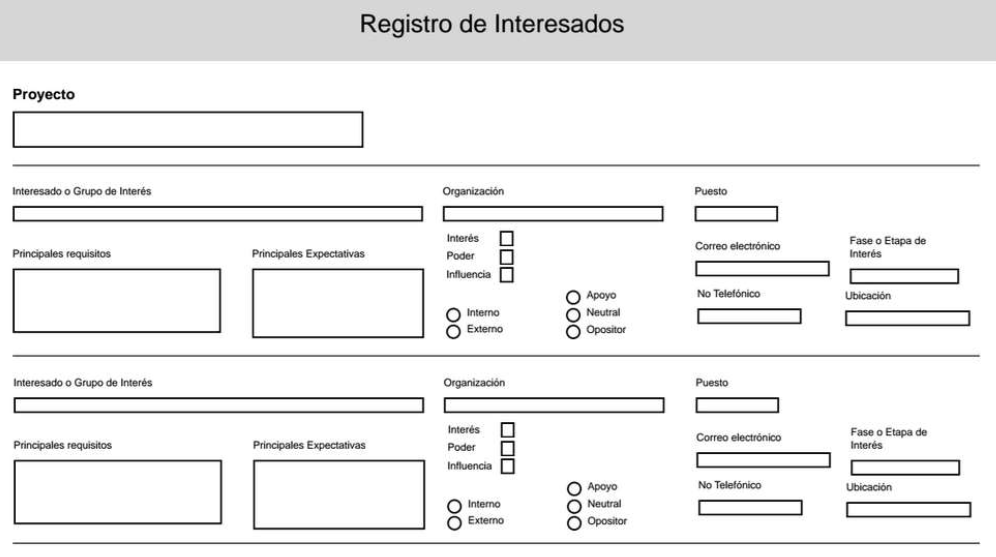 Registro de Interesados
Proyecto
Interesado o Grupo de Interés
Organización
Puesto
Principales requisitos
Principales Expectativas
Interés
Poder
Influencia
Interno
Externo
Apoyo
Neutral
Opositor
Correo electrónico
Fase o Etapa de
Interés
No Telefónico
Ubicación
Interesado o Grupo de Interés
Organización
Puesto
Principales requisitos
Principales Expectativas
Interés
Poder
Influencia
Interno
Externo
Apoyo
Neutral
Opositor
Correo electrónico
Fase o Etapa de
Interés
No Telefónico
Ubicación